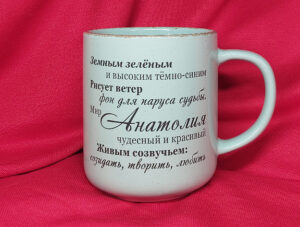 Земным зелёным
и высоким тёмно-синим
Рисует ветер
фон для паруса судьбы.
Мир Анатолия
чудесный и красивый
Живым созвучьем:
созидать, творить, любить